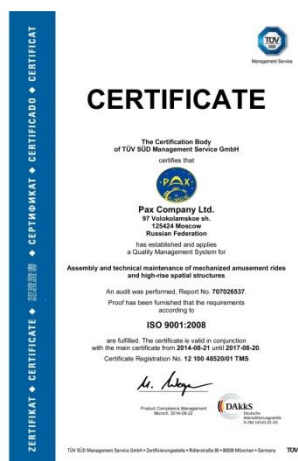 TÜV
SÜD
Management Service
CERTIFICATE
The Certification Body
of TÜV SÜD Management Service GmbH
certifies that
PAX
Pax Company Ltd.
97 Volokolamskoe sh.
125424 Moscow
Russian Federation
has established and applies
a Quality Management System for
Assembly and technical maintenance of mechanized amusement rides
and high-rise spatial structures
An audit was performed, Report No. 707026537.
Proof has been furnished that the requirements
according to
ISO 9001:2008
are fulfilled. The certificate is valid in conjunction
with the main certificate from 2014-08-21 until 2017-08-20.
Certificate Registration No. 12 100 48520/01 TMS
Product Compliance Management
Munich, 2014-08-22
DAkkS
Deutsche
Akkreditierungsstelle
TÜV SÜD Management Service GmbH • Zertifizierungsstelle • Ridlerstraße 65 • 80339 München • Germany
TÜV
ZERTIFIKAT ◆ CERTIFICATE ◆ 認證證書 ◆ СЕРТИФИКАТ ◆ CERTIFICADO ◆ CERTIFICAT